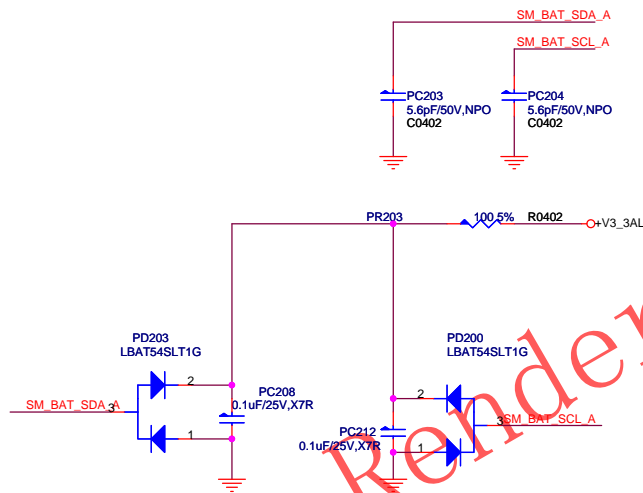 SM_BAT_SDA_A
SM_BAT_SCL_A
PC203
5.6pF/50V,NPO
C0402
PC204
5.6pF/50V,NPO
C0402
PR203
100,5%
R0402
+V3_3AL
PD203
LBAT54SLT1G
PD200
LBAT54SLT1G
2
PC208
0.1uF/25V,X7R
SM_BAT_SDA_A
3
1
2
PC212
0.1uF/25V,X7R
1
3
SM_BAT_SCL_A
Render